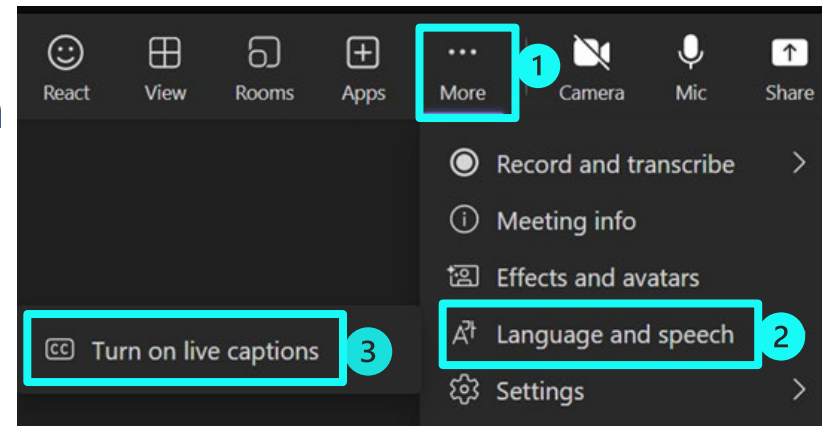 React View Rooms Apps More 1 Camera Mic Share
Record and transcribe
Meeting info
Effects and avatars
Language and speech 2
CC Turn on live captions 3
Settings